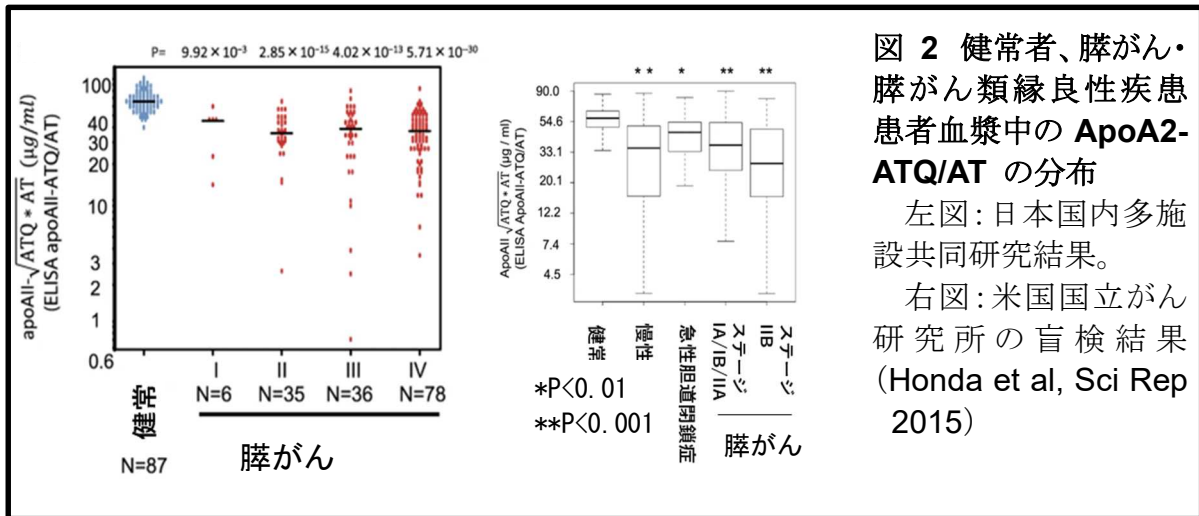 P= 9.92×10⁻³ 2.85×10⁻¹⁵ 4.02×10⁻¹³ 5.71×10⁻³⁰
apoAII-√ATQ * AT (μg/ml)
(ELISA apoAII-ATQ/AT)
100
40
30
20
10
3
2
1
0.6
健常
N=87
I II III IV
N=6 N=35 N=36 N=78
膵がん
** * ** **
ApoAII √ATQ * AT (μg / ml)
(ELISA ApoAII-ATQ/AT)
90.0
54.6
33.1
20.1
12.2
7.4
4.5
健常
慢性
急性胆道閉鎖症
ステージ
IA/IB/IIA
ステージ
IIB
*P<0.01
**P<0.001
膵がん
図 2 健常者、膵がん・
膵がん類縁良性疾患
患者血漿中の ApoA2-
ATQ/AT の分布
左図：日本国内多施
設共同研究結果。
右図：米国国立がん
研究所の盲検結果
(Honda et al, Sci Rep
2015)